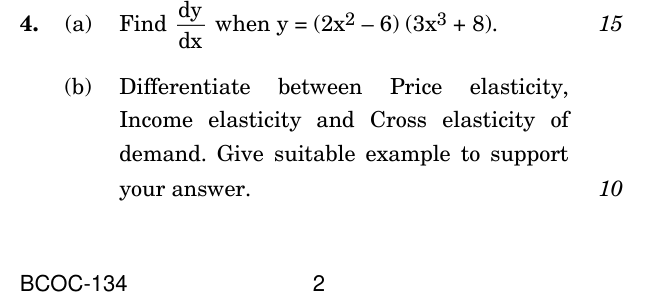 4. (a) Find dy/dx when y = (2x² – 6) (3x³ + 8). 15
(b) Differentiate between Price elasticity,
Income elasticity and Cross elasticity of
demand. Give suitable example to support
your answer. 10
BCOC-134 2